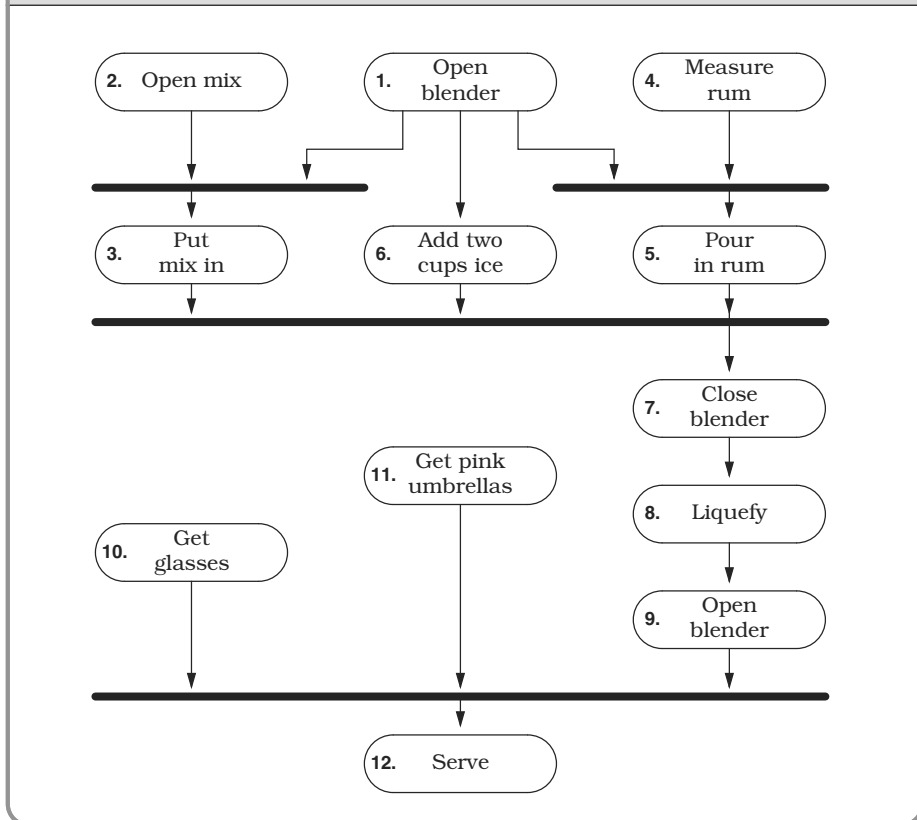 2. Open mix
1. Open
blender
4. Measure
rum
3. Put
mix in
6. Add two
cups ice
5. Pour
in rum
7. Close
blender
11. Get pink
umbrellas
8. Liquefy
10. Get
glasses
9. Open
blender
12. Serve